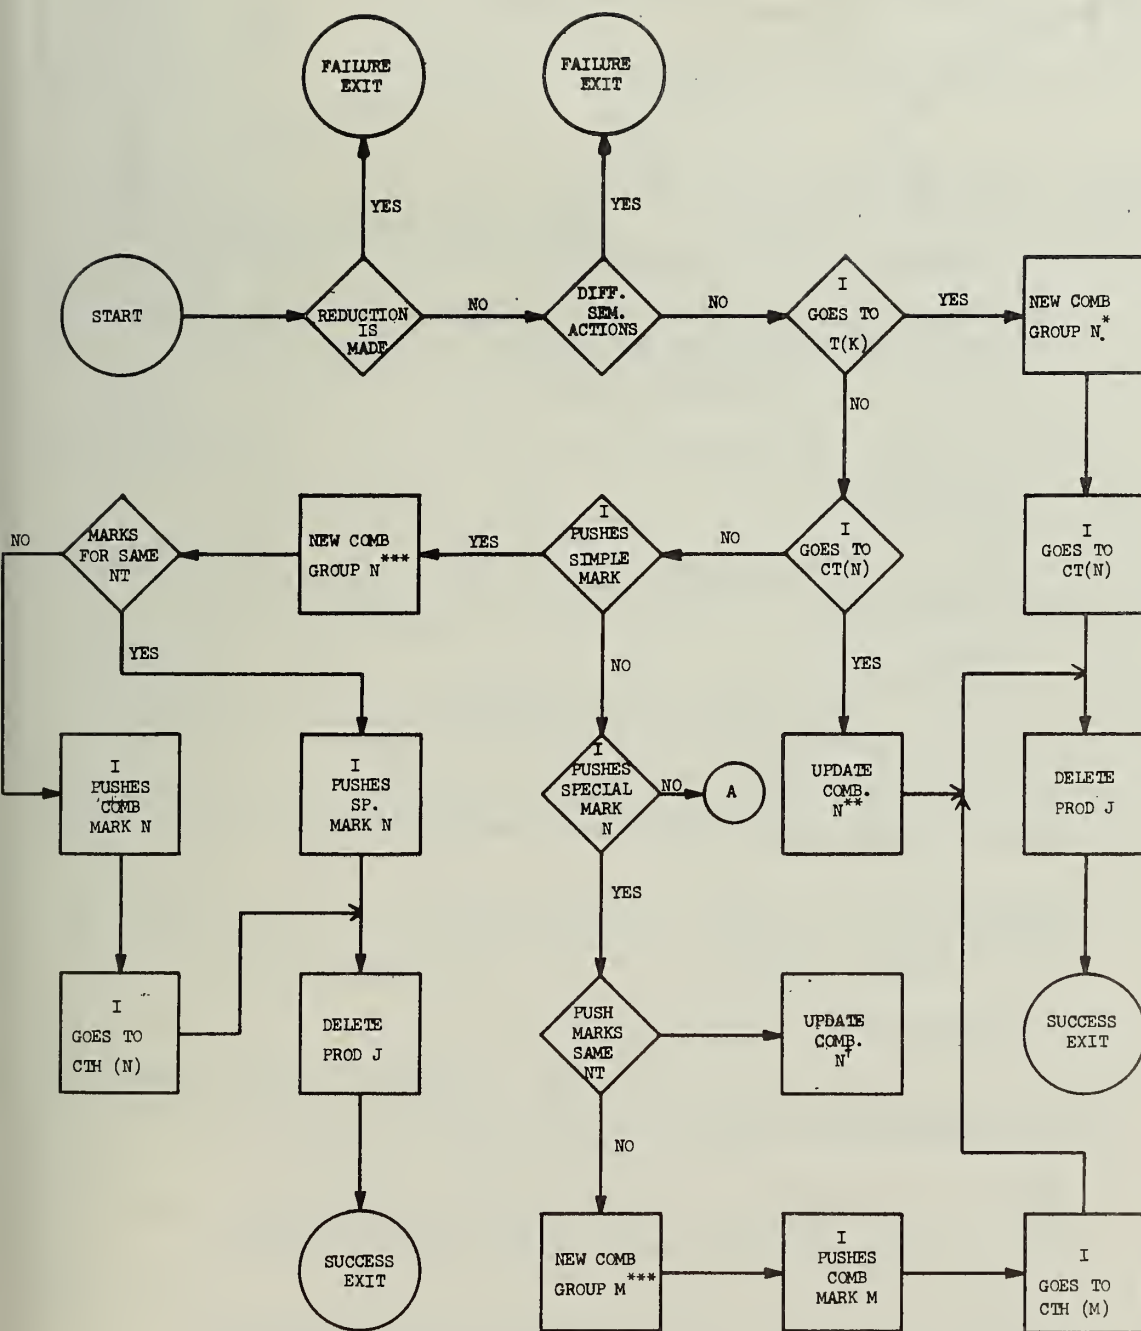 FAILURE
EXIT
FAILURE
EXIT
YES
YES
START
REDUCTION
IS
MADE
NO
DIFF.
SEM.
ACTIONS
NO
I
GOES TO
T(K)
YES
NEW COMB
GROUP N.*
NO
MARKS
FOR SAME
NT
NO
NEW COMB
GROUP N***
YES
I
PUSHES
SIMPLE
MARK
NO
I
GOES TO
CT(N)
I
GOES TO
CT(N)
YES
NO
YES
I
PUSHES
COMB
MARK N
I
PUSHES
SP.
MARK N
I
PUSHES
SPECIAL
MARK
N
NO
A
UPDATE
COMB.
N**
DELETE
PROD J
YES
I
GOES TO
CTH (N)
DELETE
PROD J
PUSH
MARKS
SAME
NT
UPDATE
COMB.
N†
SUCCESS
EXIT
NO
SUCCESS
EXIT
NEW COMB
GROUP M***
I
PUSHES
COMB
MARK M
I
GOES TO
CTH (M)